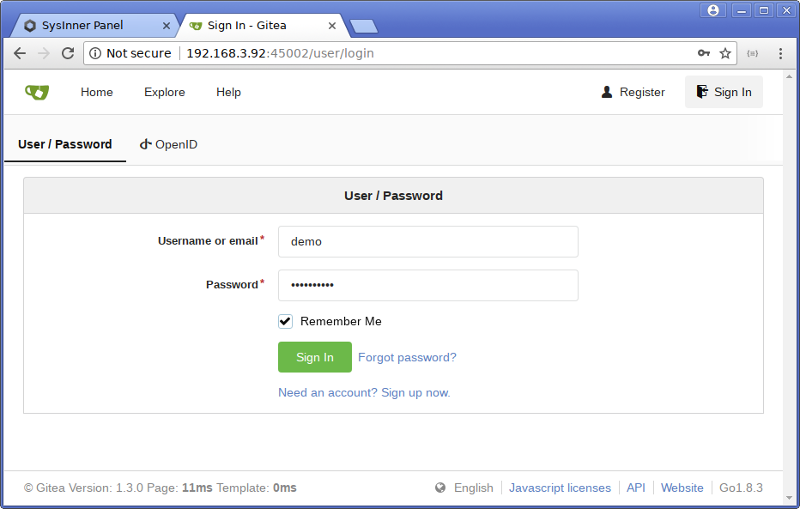 SysInner Panel
Sign In - Gitea
Not secure 192.168.3.92:45002/user/login
Home Explore Help Register Sign In
User / Password OpenID
User / Password
Username or email*
demo
Password*
••••••••••
Remember Me
Sign In Forgot password?
Need an account? Sign up now.
© Gitea Version: 1.3.0 Page: 11ms Template: 0ms English Javascript licenses API Website Go1.8.3